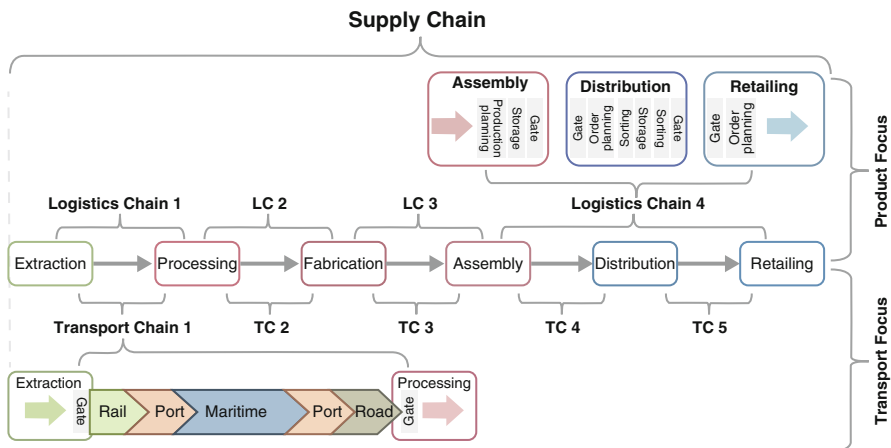 Supply Chain
Assembly
Production
planning
Storage
Gate
Distribution
Gate
Order
planning
Sorting
Storage
Sorting
Gate
Retailing
Gate
Order
planning
Product Focus
Logistics Chain 1
LC 2
LC 3
Logistics Chain 4
Extraction
Processing
Fabrication
Assembly
Distribution
Retailing
Transport Chain 1
TC 2
TC 3
TC 4
TC 5
Transport Focus
Extraction
Gate
Rail
Port
Maritime
Port
Road
Processing
Gate